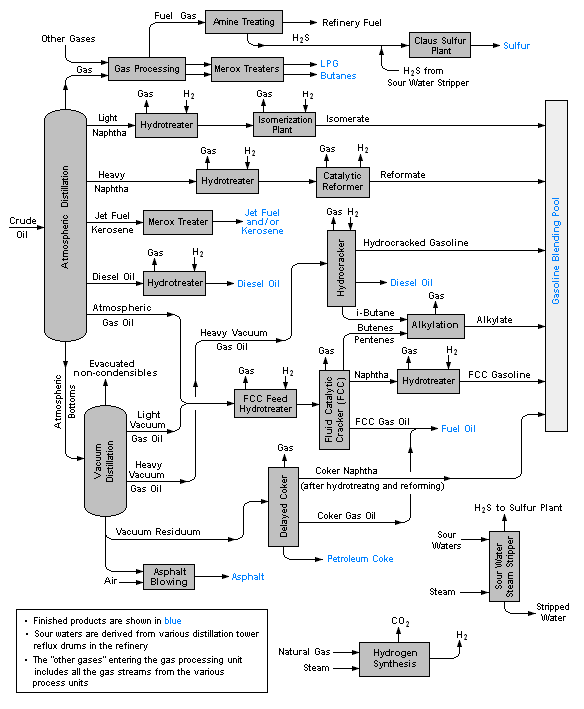 Fuel Gas
Amine Treating
Refinery Fuel
Other Gases
H2S
Claus Sulfur
Plant
Sulfur
Gas
Gas Processing
Merox Treaters
LPG
Butanes
H2S from
Sour Water Stripper
Light
Naphtha
Gas
H2
Hydrotreater
Gas
H2
Isomerization
Plant
Isomerate
Heavy
Naphtha
Gas
H2
Hydrotreater
Gas
H2
Catalytic
Reformer
Reformate
Crude
Oil
Atmospheric Distillation
Jet Fuel
Kerosene
Merox Treater
Jet Fuel
and/or
Kerosene
Gas
H2
Hydrocracker
Hydrocracked Gasoline
Gasoline Blending Pool
Diesel Oil
Gas
H2
Hydrotreater
Diesel Oil
Diesel Oil
Atmospheric
Gas Oil
i-Butane
Butenes
Pentenes
Gas
Alkylation
Alkylate
Heavy Vacuum
Gas Oil
Atmospheric
Bottoms
Evacuated
non-condensibles
Gas
H2
FCC Feed
Hydrotreater
Gas
Fluid Catalytic
Cracker (FCC)
Naphtha
Gas
H2
Hydrotreater
FCC Gasoline
Vacuum
Distillation
Light
Vacuum
Gas Oil
FCC Gas Oil
Fuel Oil
Heavy
Vacuum
Gas Oil
Gas
Delayed Coker
Coker Naphtha
(after hydrotreatng and reforming)
Coker Gas Oil
Vacuum Residuum
Petroleum Coke
Air
Asphalt
Blowing
Asphalt
H2S to Sulfur Plant
Sour
Waters
Sour Water
Steam Stripper
Steam
Stripped
Water
• Finished products are shown in blue
• Sour waters are derived from various distillation tower
reflux drums in the refinery
• The "other gases" entering the gas processing unit
includes all the gas streams from the various
process units
CO2
Natural Gas
Steam
Hydrogen
Synthesis
H2